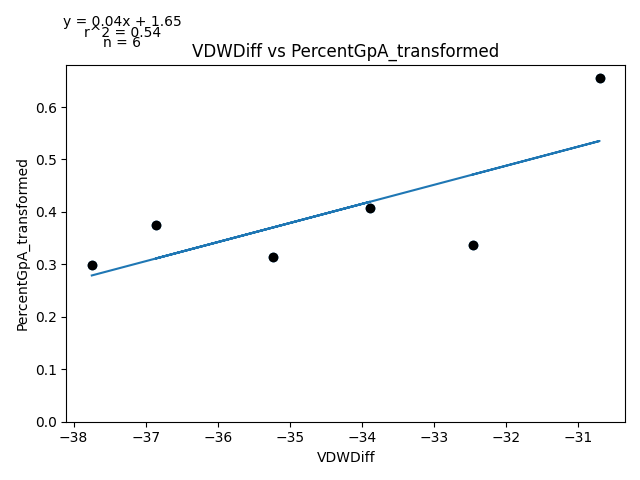 y = 0.04x + 1.65
r^2 = 0.54
n = 6
VDWDiff vs PercentGpA_transformed
PercentGpA_transformed
0.6
0.5
0.4
0.3
0.2
0.1
0.0
−38 −37 −36 −35 −34 −33 −32 −31
VDWDiff